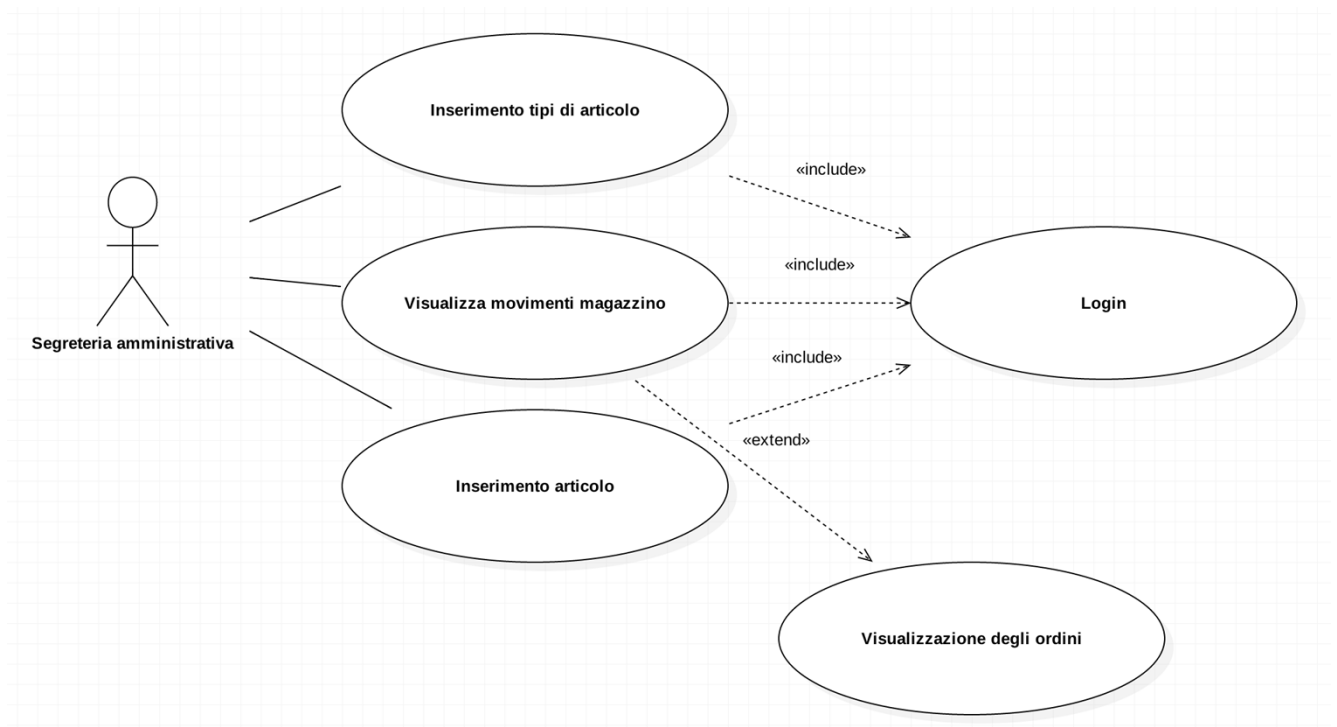 Inserimento tipi di articolo
«include»
«include»
Visualizza movimenti magazzino
Login
Segreteria amministrativa
«include»
«extend»
Inserimento articolo
Visualizzazione degli ordini